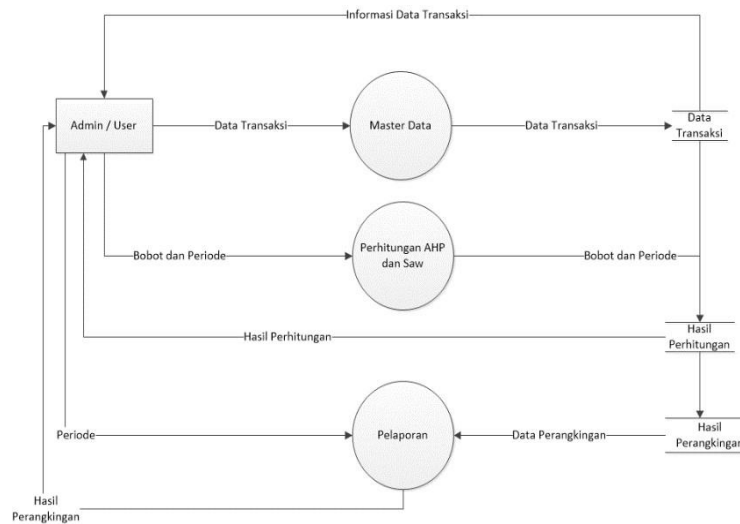 Informasi Data Transaksi
Admin / User
Data Transaksi
Master Data
Data Transaksi
Data
Transaksi
Bobot dan Periode
Perhitungan AHP
dan Saw
Bobot dan Periode
Hasil Perhitungan
Hasil
Perhitungan
Periode
Pelaporan
Data Perangkingan
Hasil
Perangkingan
Hasil
Perangkingan